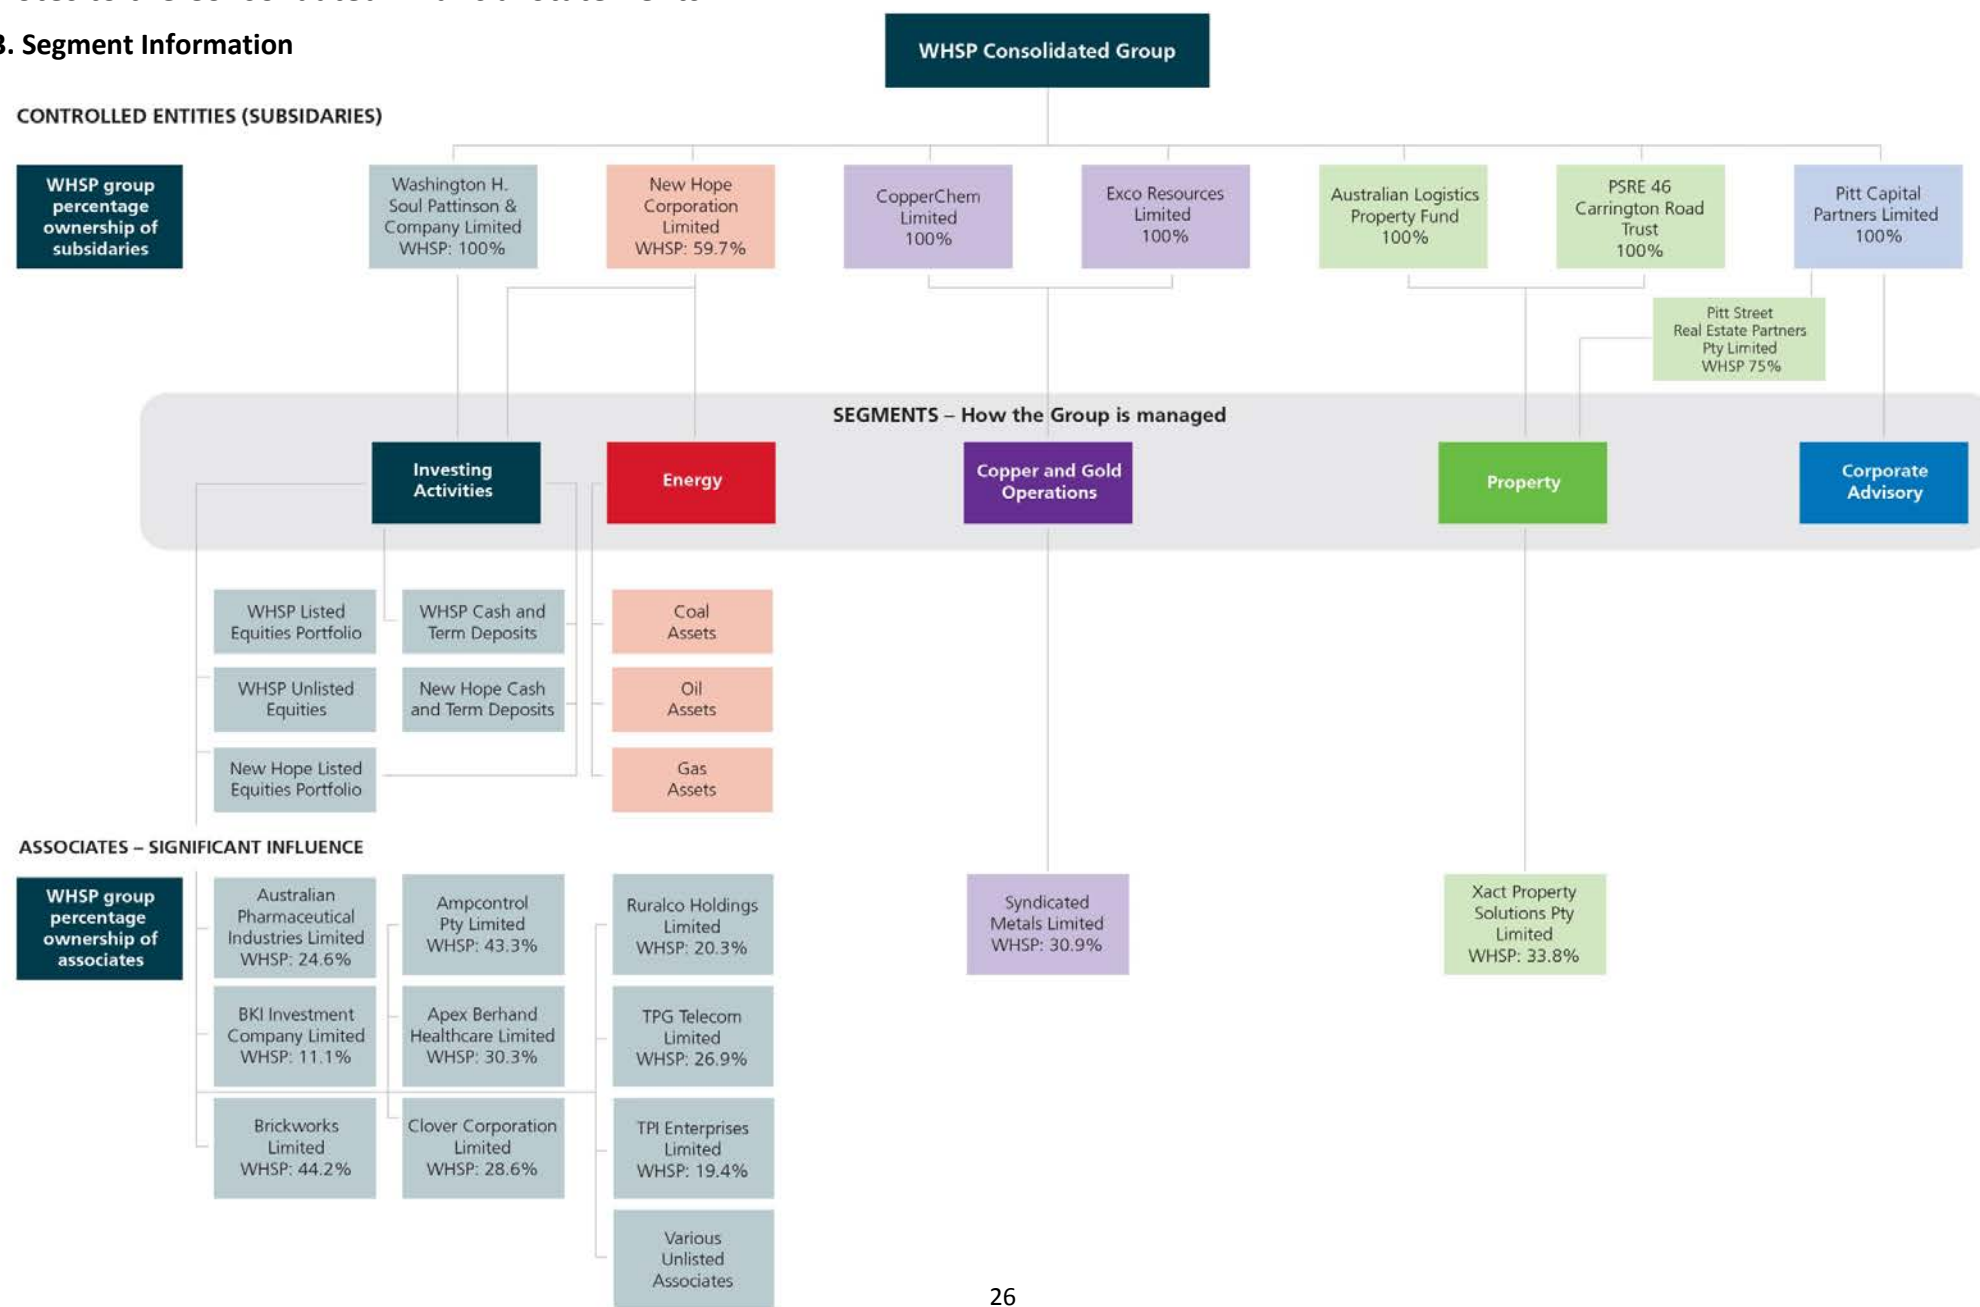 3. Segment Information
WHSP Consolidated Group
CONTROLLED ENTITIES (SUBSIDARIES)
WHSP group
percentage
ownership of
subsidaries
Washington H.
Soul Pattinson &
Company Limited
WHSP: 100%
New Hope
Corporation
Limited
WHSP: 59.7%
CopperChem
Limited
100%
Exco Resources
Limited
100%
Australian Logistics
Property Fund
100%
PSRE 46
Carrington Road
Trust
100%
Pitt Capital
Partners Limited
100%
Pitt Street
Real Estate Partners
Pty Limited
WHSP 75%
SEGMENTS – How the Group is managed
Investing
Activities
Energy
Copper and Gold
Operations
Property
Corporate
Advisory
WHSP Listed
Equities Portfolio
WHSP Cash and
Term Deposits
Coal
Assets
WHSP Unlisted
Equities
New Hope Cash
and Term Deposits
Oil
Assets
New Hope Listed
Equities Portfolio
Gas
Assets
ASSOCIATES – SIGNIFICANT INFLUENCE
WHSP group
percentage
ownership of
associates
Australian
Pharmaceutical
Industries Limited
WHSP: 24.6%
Ampcontrol
Pty Limited
WHSP: 43.3%
Ruralco Holdings
Limited
WHSP: 20.3%
Syndicated
Metals Limited
WHSP: 30.9%
Xact Property
Solutions Pty
Limited
WHSP: 33.8%
BKI Investment
Company Limited
WHSP: 11.1%
Apex Berhand
Healthcare Limited
WHSP: 30.3%
TPG Telecom
Limited
WHSP: 26.9%
Brickworks
Limited
WHSP: 44.2%
Clover Corporation
Limited
WHSP: 28.6%
TPI Enterprises
Limited
WHSP: 19.4%
Various
Unlisted
Associates
26